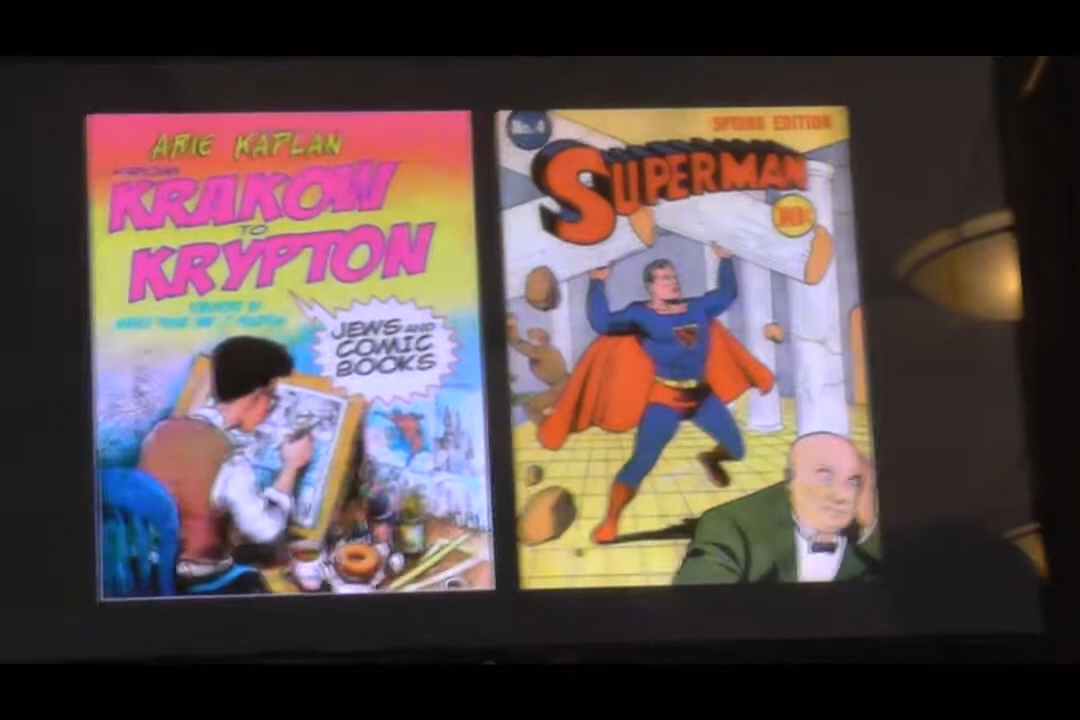 ARIE KAPLAN
KRAKOW
TO
KRYPTON
JEWS AND
COMIC
BOOKS
No. 4
SPRING EDITION
SUPERMAN
10¢